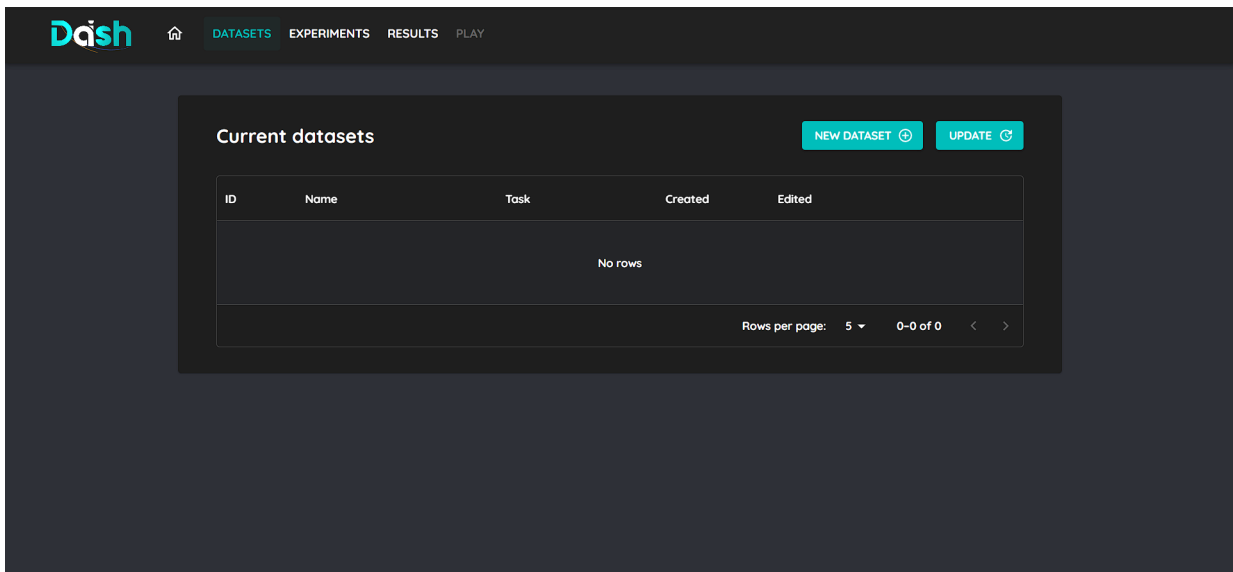 Daish
DATASETS EXPERIMENTS RESULTS PLAY
Current datasets
NEW DATASET UPDATE
ID Name Task Created Edited
No rows
Rows per page: 5 0–0 of 0